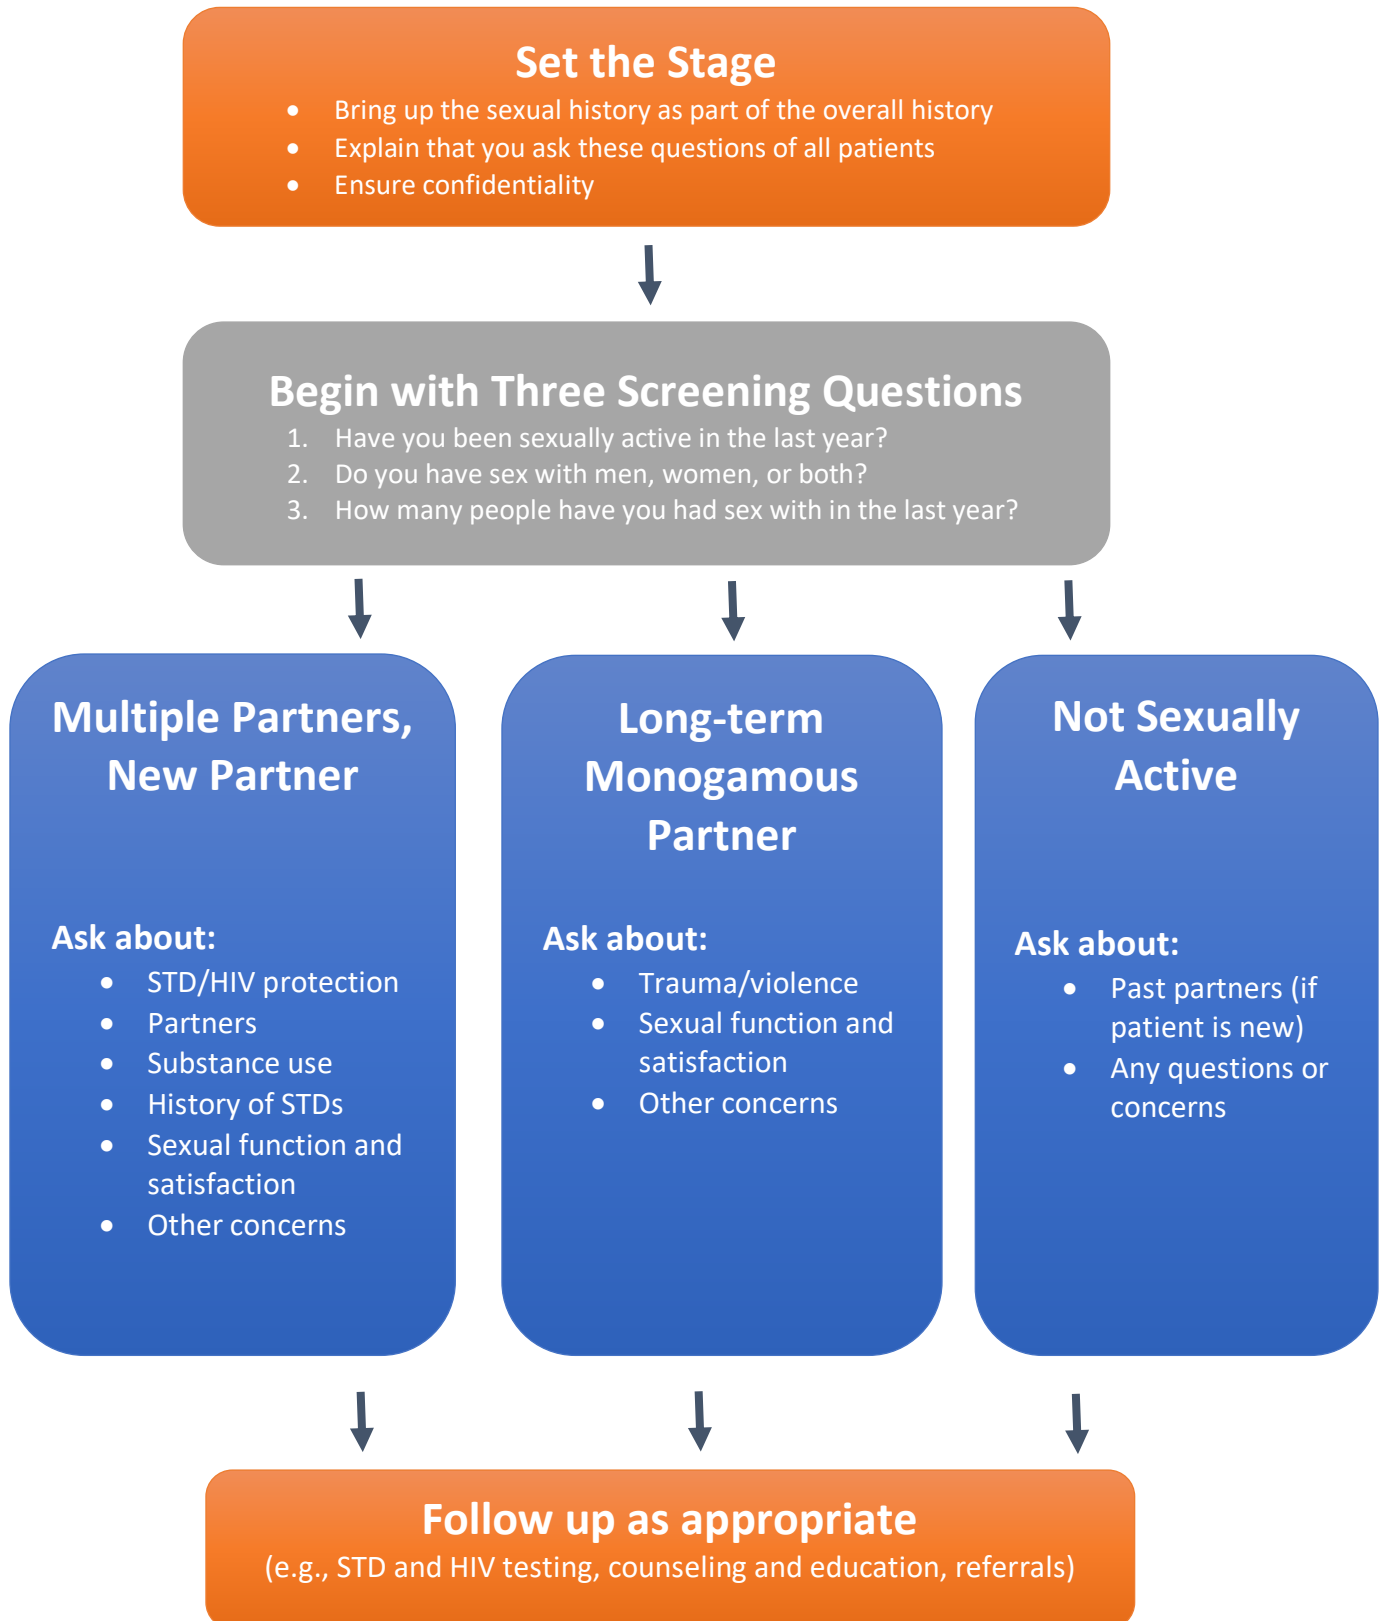 Set the Stage
• Bring up the sexual history as part of the overall history
• Explain that you ask these questions of all patients
• Ensure confidentiality
Begin with Three Screening Questions
1. Have you been sexually active in the last year?
2. Do you have sex with men, women, or both?
3. How many people have you had sex with in the last year?
Multiple Partners,
New Partner
Ask about:
• STD/HIV protection
• Partners
• Substance use
• History of STDs
• Sexual function and
satisfaction
• Other concerns
Long-term
Monogamous
Partner
Ask about:
• Trauma/violence
• Sexual function and
satisfaction
• Other concerns
Not Sexually
Active
Ask about:
• Past partners (if
patient is new)
• Any questions or
concerns
Follow up as appropriate
(e.g., STD and HIV testing, counseling and education, referrals)